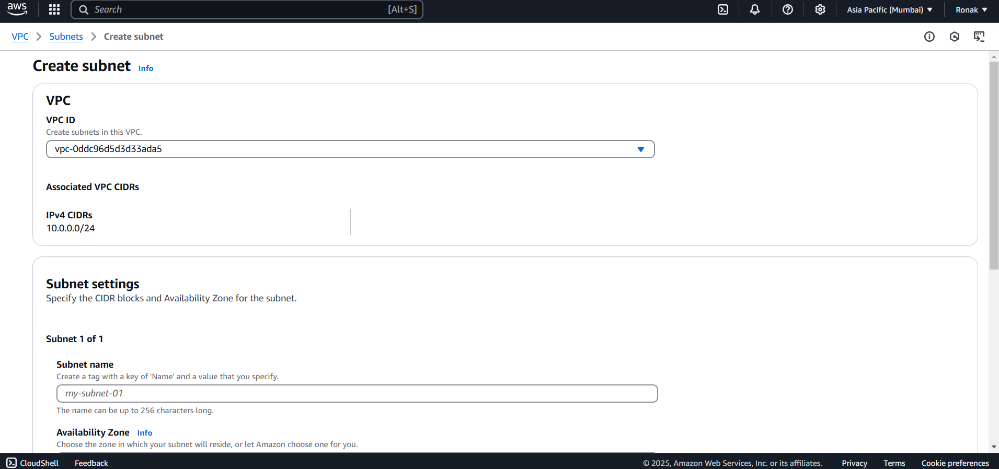 aws Search [Alt+S] Asia Pacific (Mumbai) Ronak
VPC Subnets Create subnet
Create subnet Info
VPC
VPC ID
Create subnets in this VPC.
vpc-0ddc96d5d3d33ada5
Associated VPC CIDRs
IPv4 CIDRs
10.0.0.0/24
Subnet settings
Specify the CIDR blocks and Availability Zone for the subnet.
Subnet 1 of 1
Subnet name
Create a tag with a key of 'Name' and a value that you specify.
my-subnet-01
The name can be up to 256 characters long.
Availability Zone Info
Choose the zone in which your subnet will reside, or let Amazon choose one for you.
CloudShell Feedback © 2025, Amazon Web Services, Inc. or its affiliates. Privacy Terms Cookie preferences